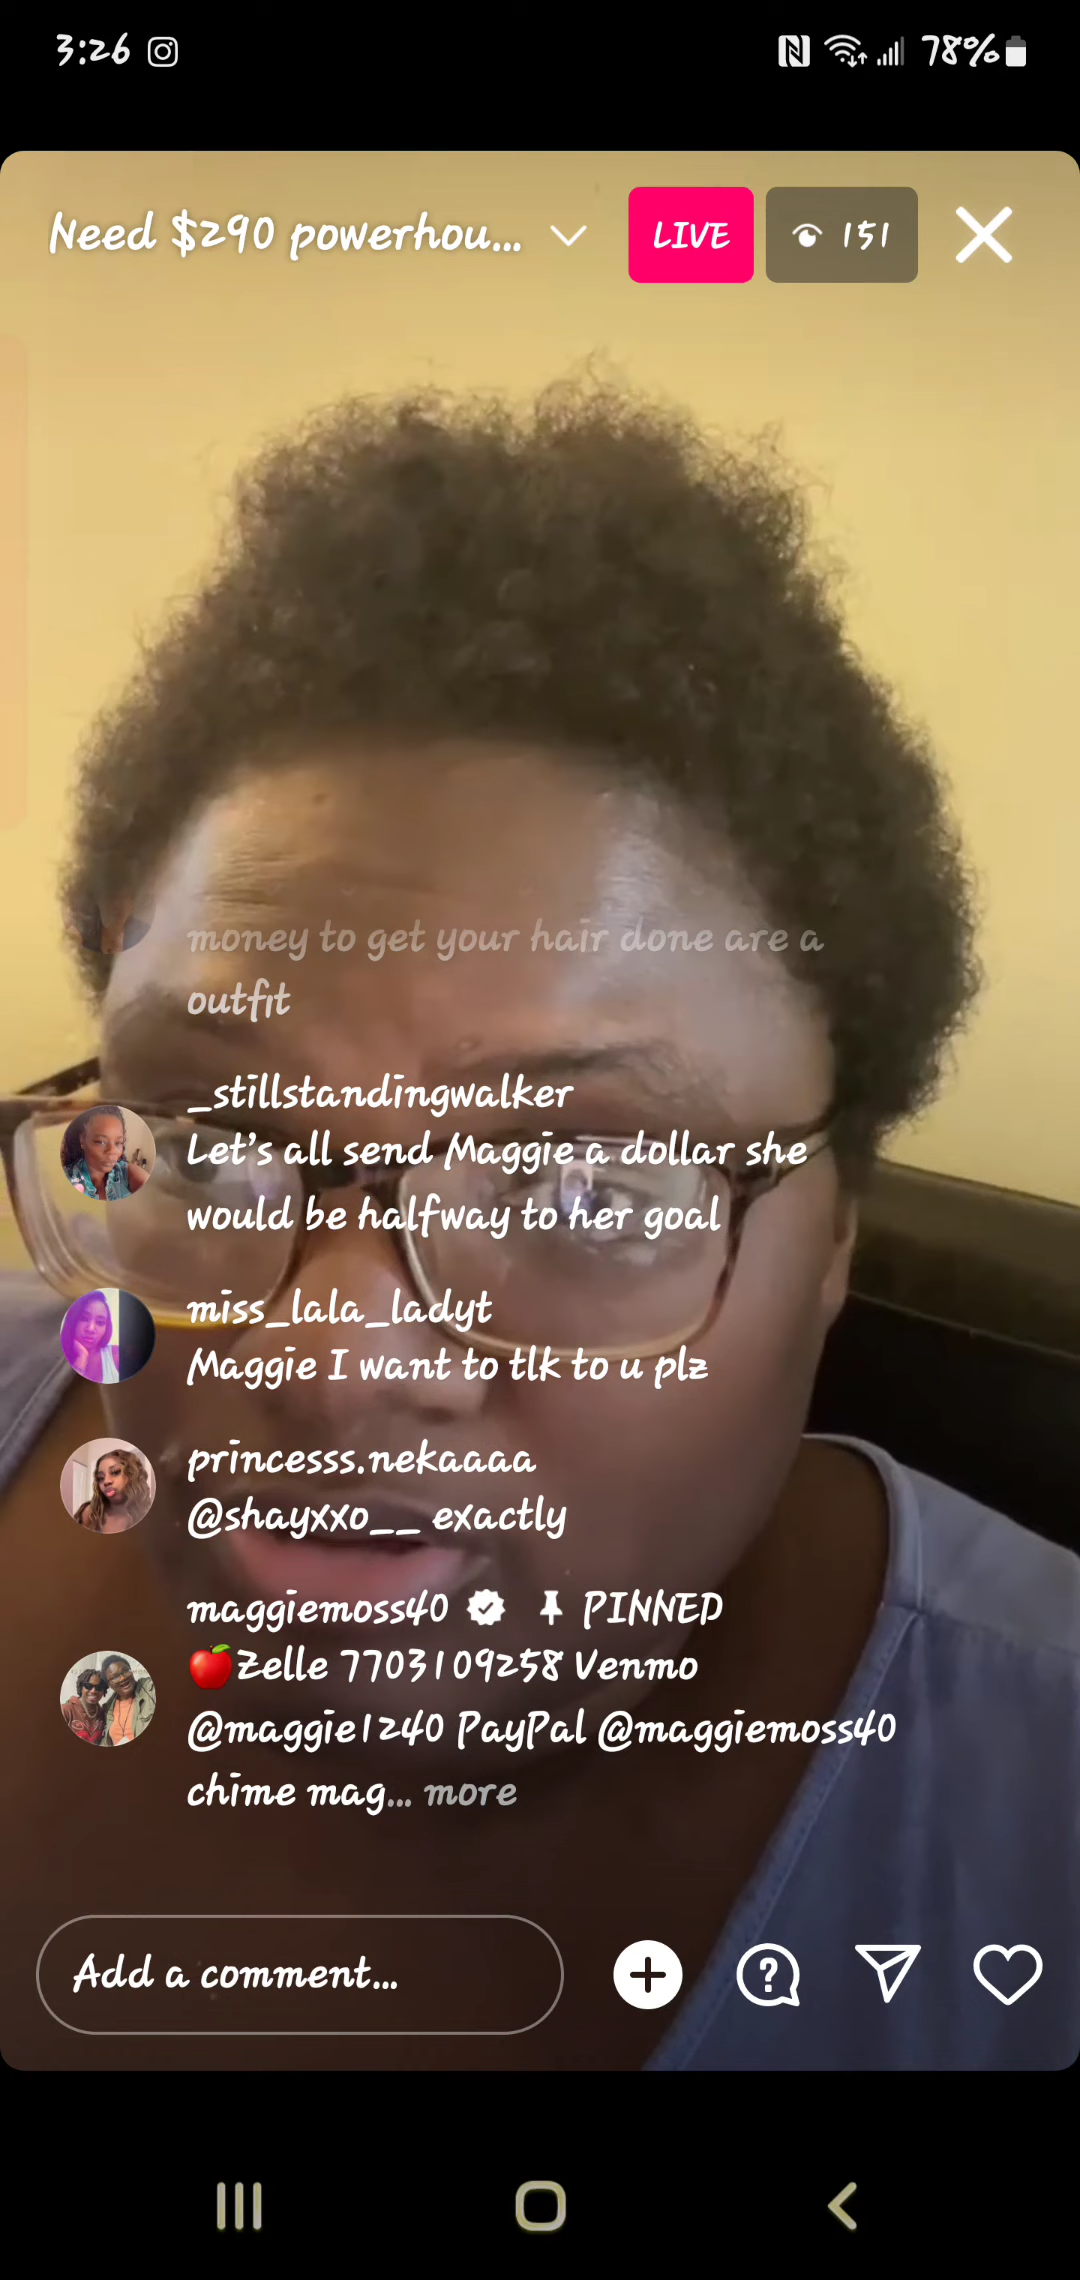 3:26
78%
Need $290 powerhou...
LIVE
151
money to get your hair done are a
outfit
_stillstandingwalker
Let's all send Maggie a dollar she
would be halfway to her goal
miss_lala_ladyt
Maggie I want to tlk to u plz
princesss.nekaaaa
@shayxxo__ exactly
maggiemoss40 PINNED
🍎Zelle 7703109258 Venmo
@maggie1240 PayPal @maggiemoss40
chime mag... more
Add a comment...